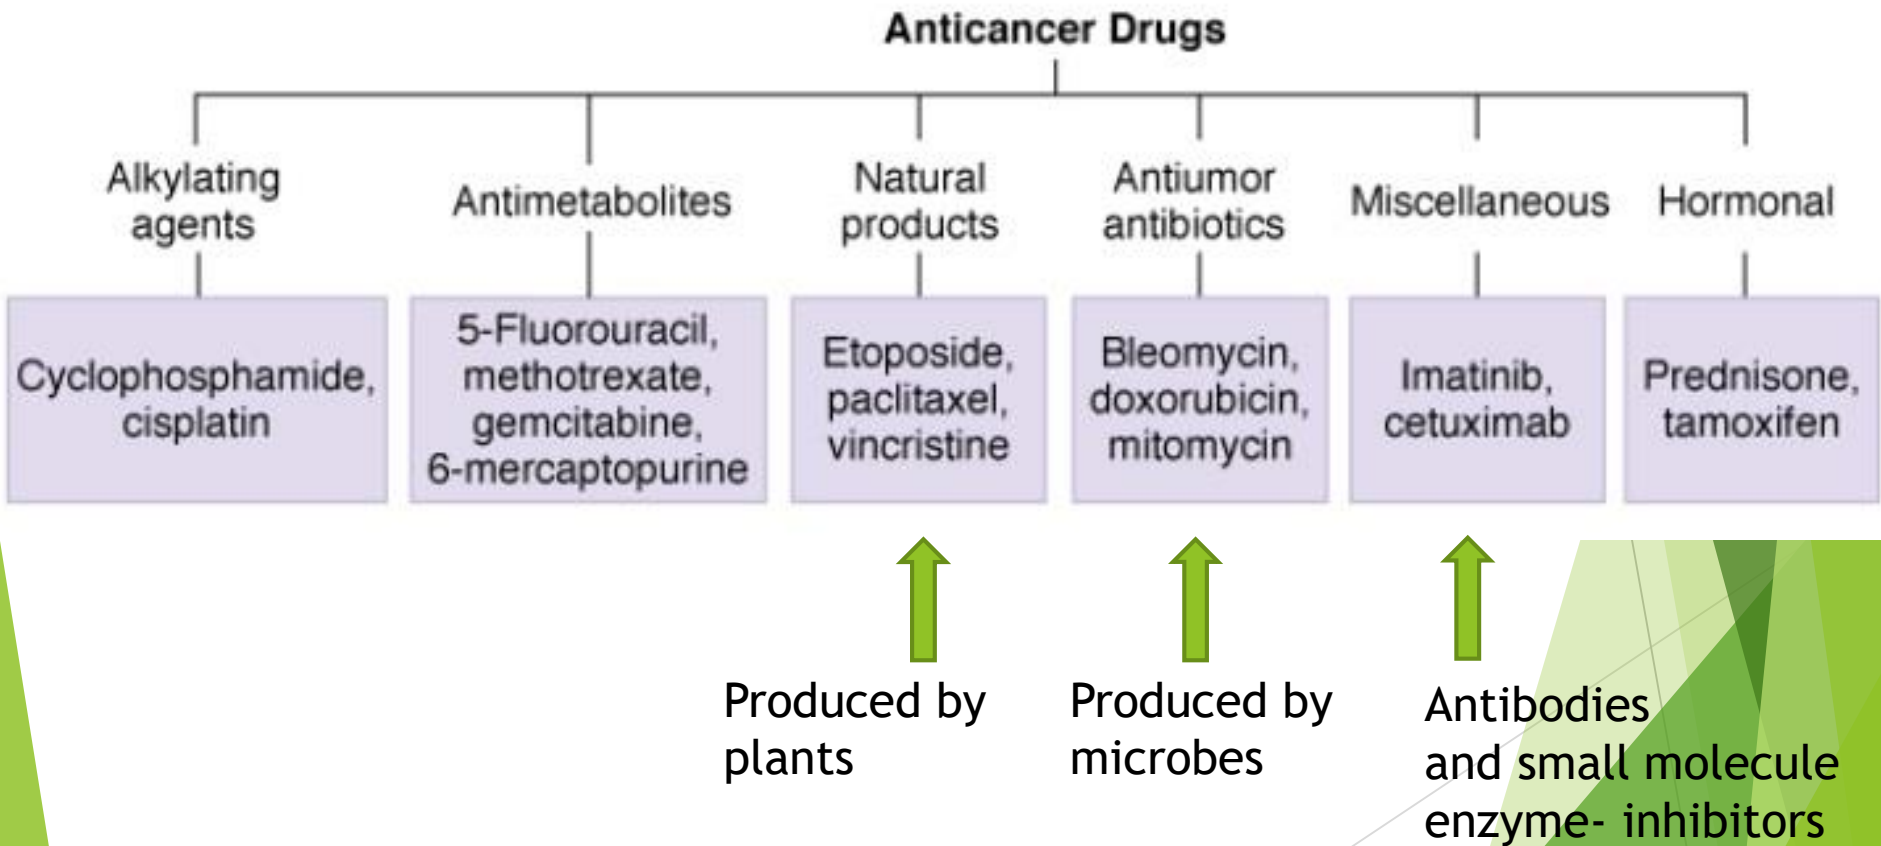 Anticancer Drugs
Alkylating
agents
Antimetabolites
Natural
products
Antiumor
antibiotics
Miscellaneous
Hormonal
Cyclophosphamide,
cisplatin
5-Fluorouracil,
methotrexate,
gemcitabine,
6-mercaptopurine
Etoposide,
paclitaxel,
vincristine
Bleomycin,
doxorubicin,
mitomycin
Imatinib,
cetuximab
Prednisone,
tamoxifen
Produced by
plants
Produced by
microbes
Antibodies
and small molecule
enzyme- inhibitors